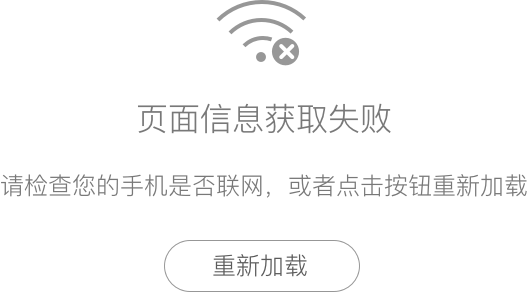 页面信息获取失败
请检查您的手机是否联网，或者点击按钮重新加载
重新加载